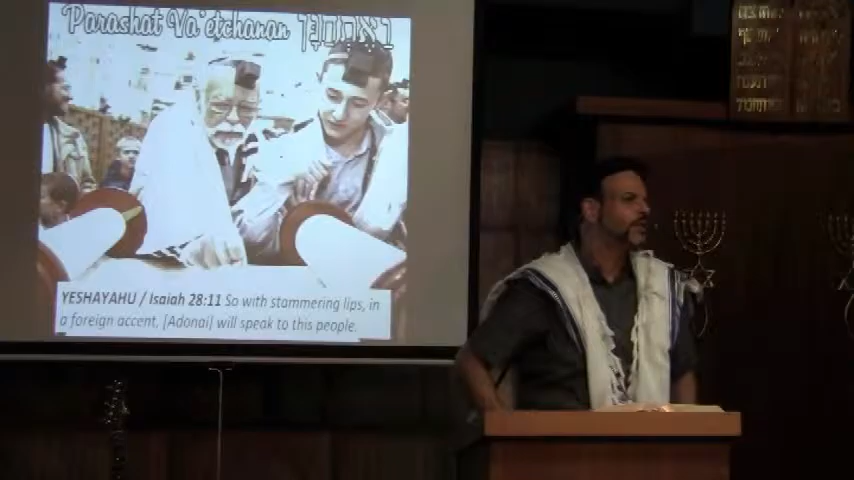 Parashat Va'etchanan וָאֶתְחַנַּן
YESHAYAHU / Isaiah 28:11 So with stammering lips, in
a foreign accent, [Adonai] will speak to this people.